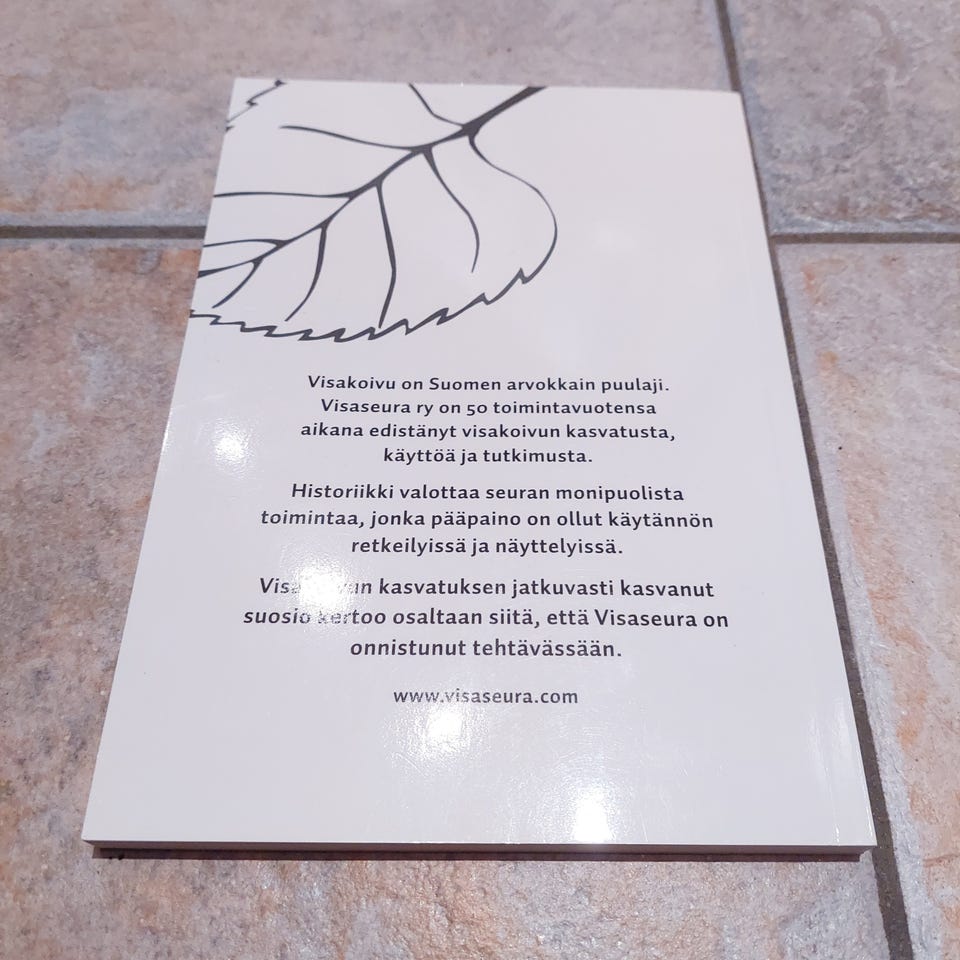 Visakoivu on Suomen arvokkain puulaji.
Visaseura ry on 50 toimintavuotensa
aikana edistänyt visakoivun kasvatusta,
käyttöä ja tutkimusta.
Historiikki valottaa seuran monipuolista
toimintaa, jonka pääpaino on ollut käytännön
retkeilyissä ja näyttelyissä.
Visakoivun kasvatuksen jatkuvasti kasvanut
suosio kertoo osaltaan siitä, että Visaseura on
onnistunut tehtävässään.
www.visaseura.com